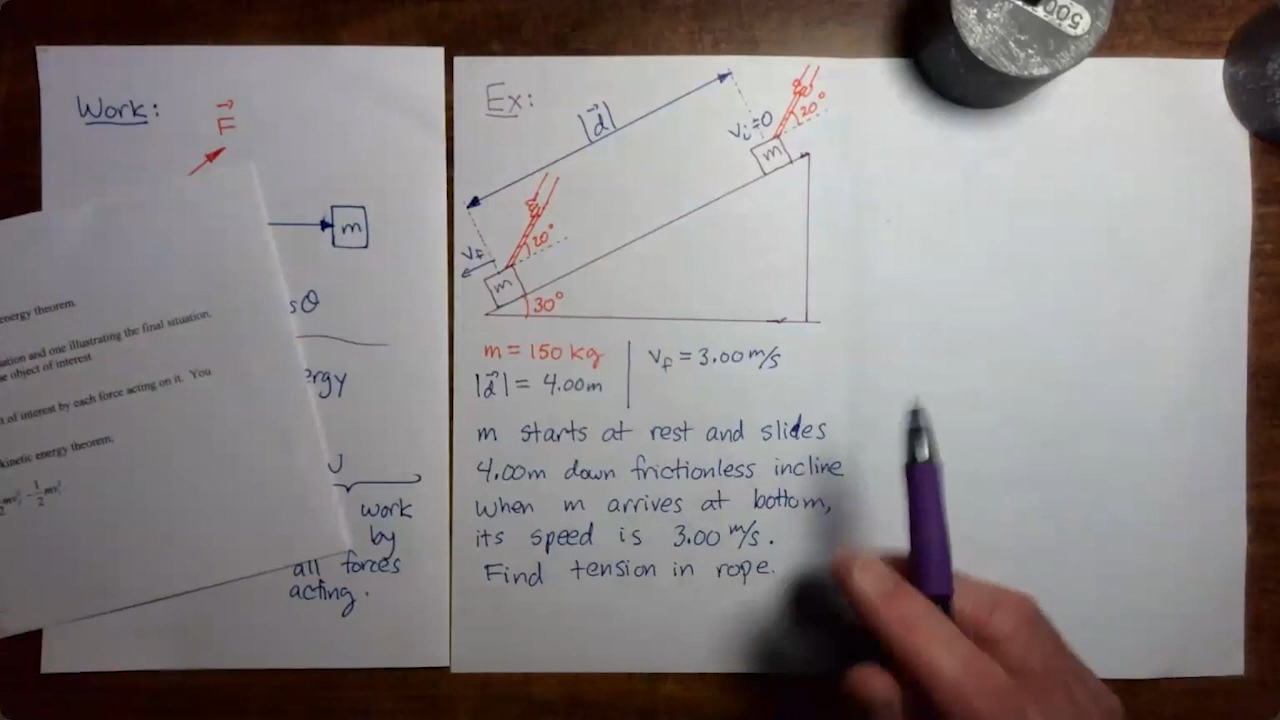 Work:
F
m
sθ
rgy
work
by
all forces
acting.
energy theorem.
ation and one illustrating the final situation.
e object of interest
t of interest by each force acting on it. You
kinetic energy theorem;
Ex:
|d|
vi=0
20°
m
20°
vf
m
30°
m = 150 kg
|d| = 4.00m
vf = 3.00 m/s
m starts at rest and slides
4.00m down frictionless incline
When m arrives at bottom,
its speed is 3.00 m/s.
Find tension in rope.
500